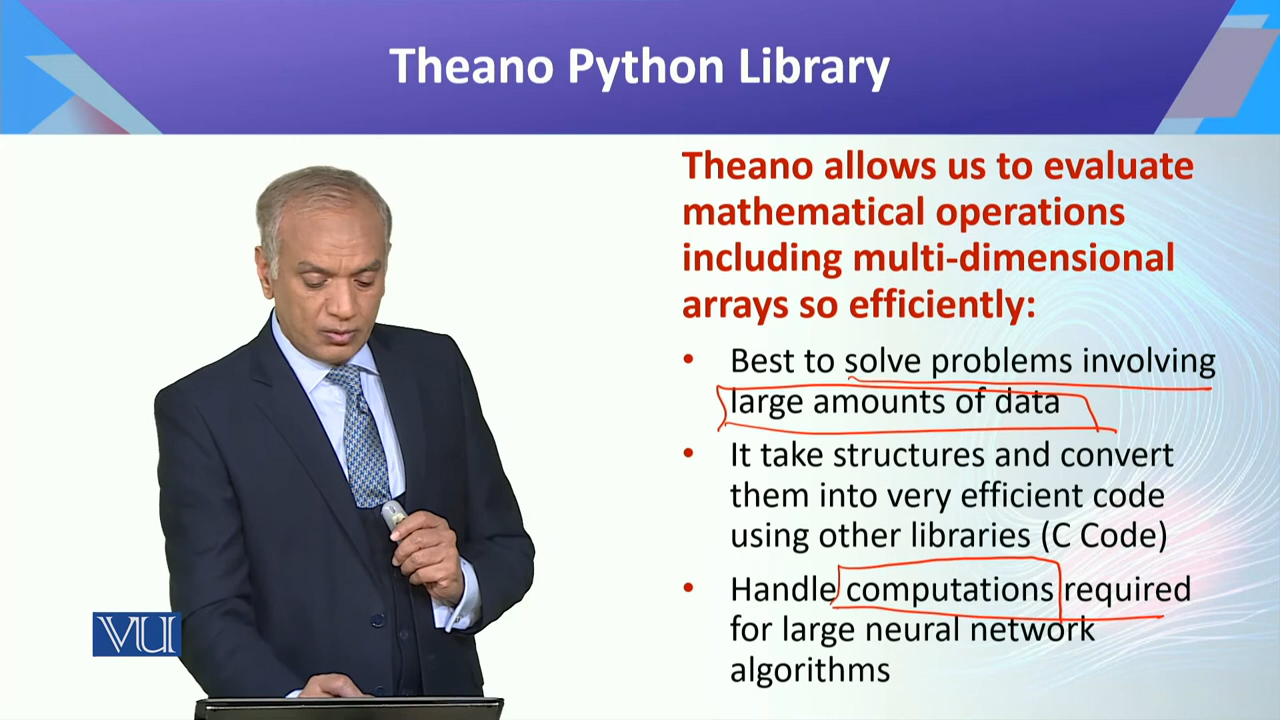 Theano Python Library
Theano allows us to evaluate
mathematical operations
including multi-dimensional
arrays so efficiently:
• Best to solve problems involving
large amounts of data
• It take structures and convert
them into very efficient code
using other libraries (C Code)
• Handle computations required
for large neural network
algorithms
VU